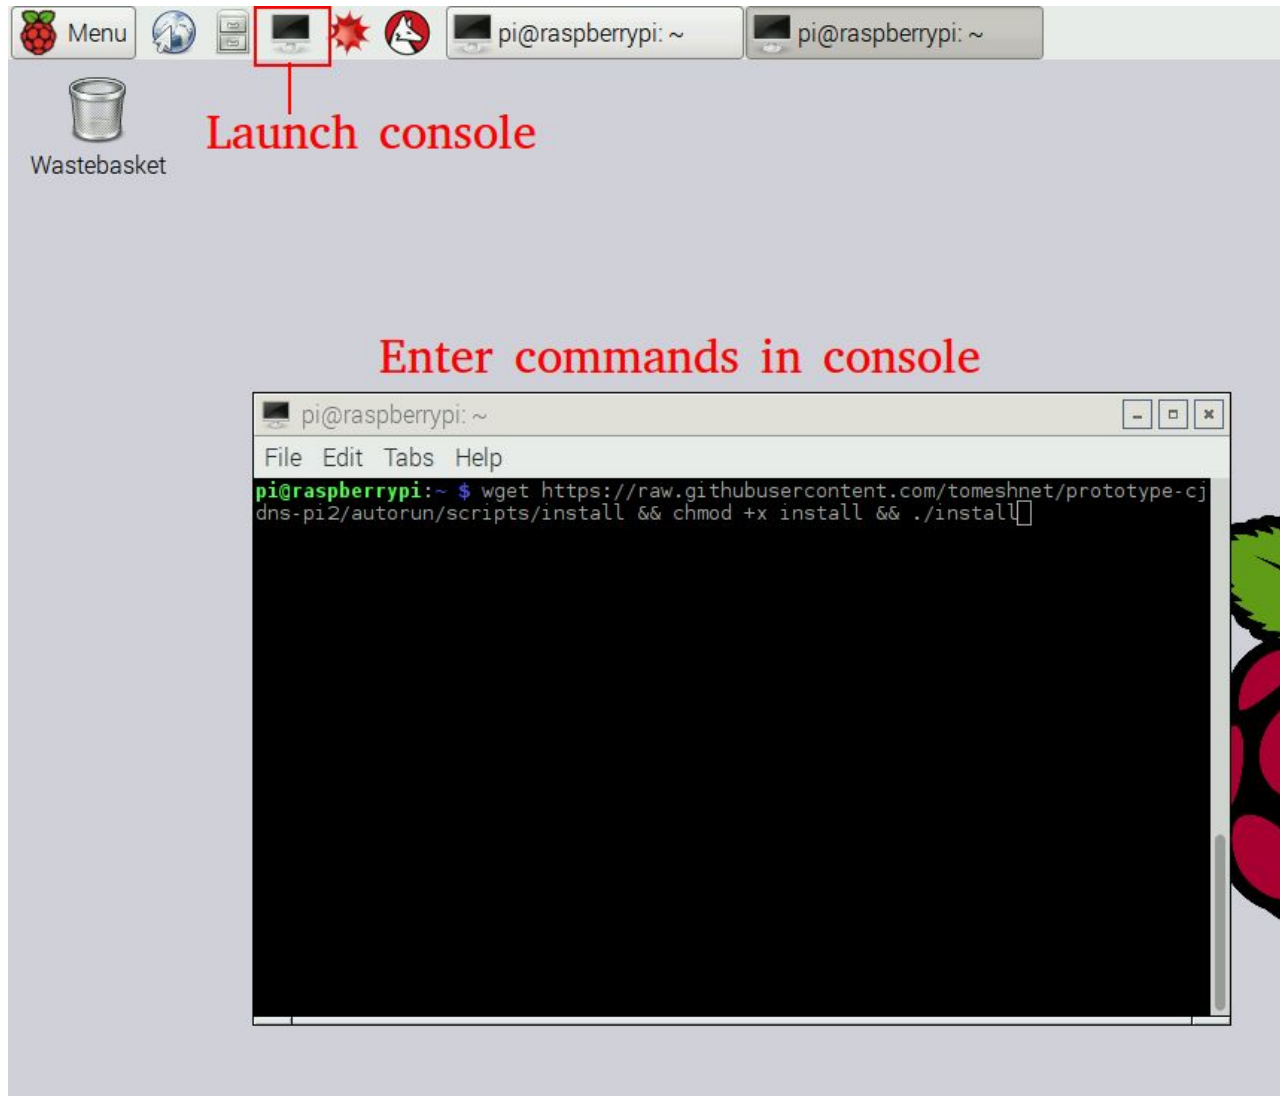 Menu pi@raspberrypi: ~ pi@raspberrypi: ~
Launch console
Wastebasket
Enter commands in console
pi@raspberrypi: ~
File Edit Tabs Help
pi@raspberrypi:~ $ wget https://raw.githubusercontent.com/tomeshnet/prototype-cj
dns-pi2/autorun/scripts/install && chmod +x install && ./install